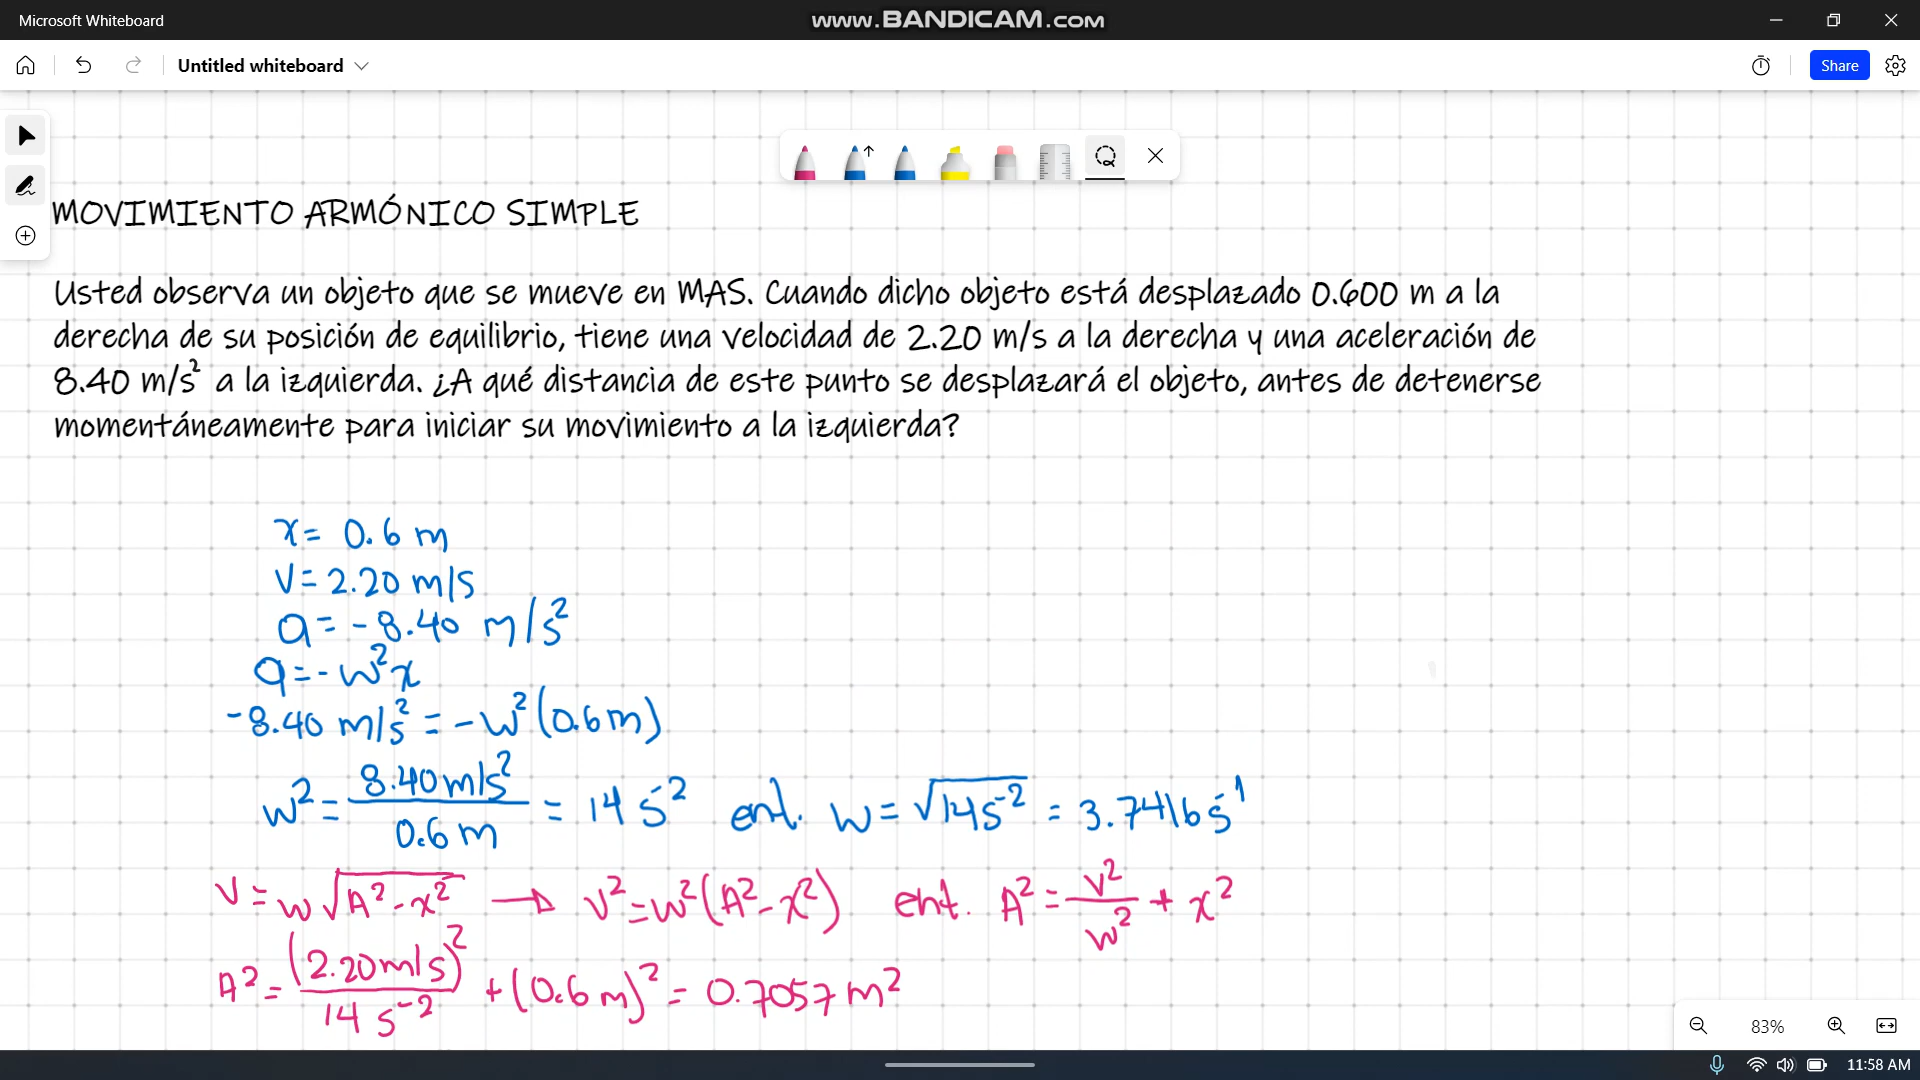 Microsoft Whiteboard
www.BANDICAM.com
Untitled whiteboard
Share
MOVIMIENTO ARMÓNICO SIMPLE
Usted observa un objeto que se mueve en MAS. Cuando dicho objeto está desplazado 0.600 m a la
derecha de su posición de equilibrio, tiene una velocidad de 2.20 m/s a la derecha y una aceleración de
8.40 m/s² a la izquierda. ¿A qué distancia de este punto se desplazará el objeto, antes de detenerse
momentáneamente para iniciar su movimiento a la izquierda?
x = 0.6 m
v = 2.20 m/s
a = -8.40 m/s²
a = -w²x
-8.40 m/s² = -w²(0.6m)
w² = 8.40 m/s² / 0.6 m = 14 s⁻² ent. w = √14s⁻² = 3.7416 s⁻¹
v = w√A² - x² → v² = w²(A² - x²) ent. A² = v²/w² + x²
A² = (2.20m/s)² / 14 s⁻² + (0.6 m)² = 0.7057 m²
83%
11:58 AM